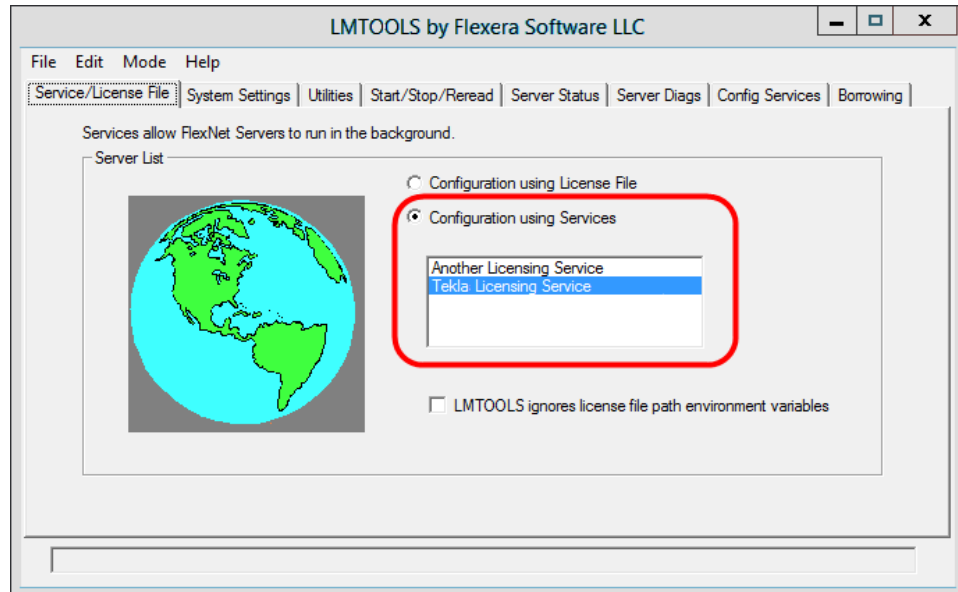 LMTOOLS by Flexera Software LLC
File Edit Mode Help
Service/License File System Settings Utilities Start/Stop/Reread Server Status Server Diags Config Services Borrowing
Services allow FlexNet Servers to run in the background.
Server List
Configuration using License File
Configuration using Services
Another Licensing Service
Tekla Licensing Service
LMTOOLS ignores license file path environment variables